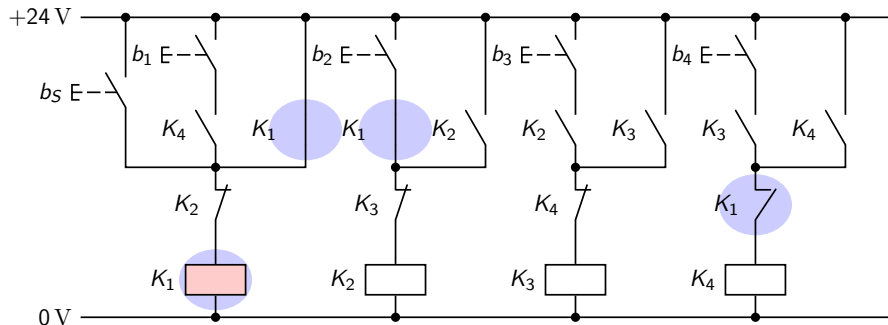 +24 V
b1 b2 b3 b4
bS
K4 K1 K1 K2 K2 K3 K3 K4
K2 K3 K4 K1
K1 K2 K3 K4
0 V